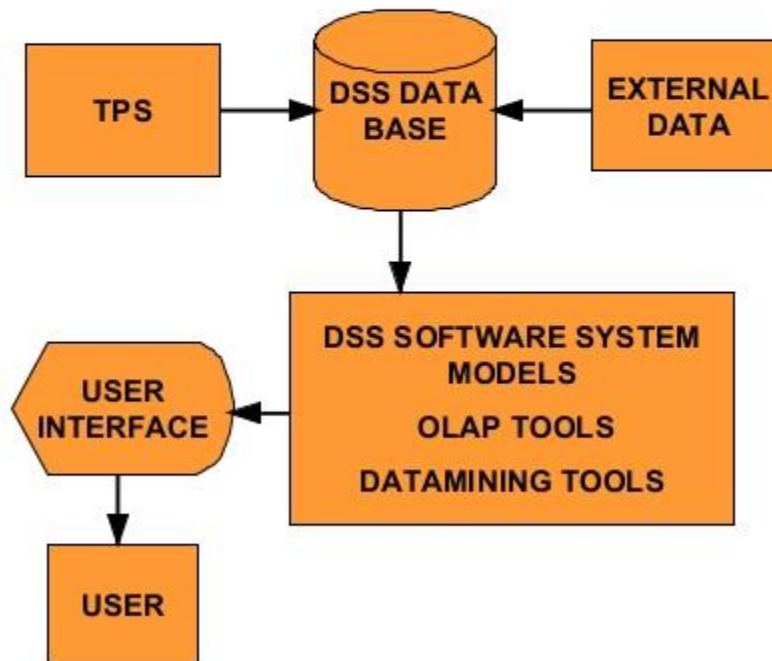 TPS
DSS DATA
BASE
EXTERNAL
DATA
DSS SOFTWARE SYSTEM
MODELS
OLAP TOOLS
DATAMINING TOOLS
USER
INTERFACE
USER